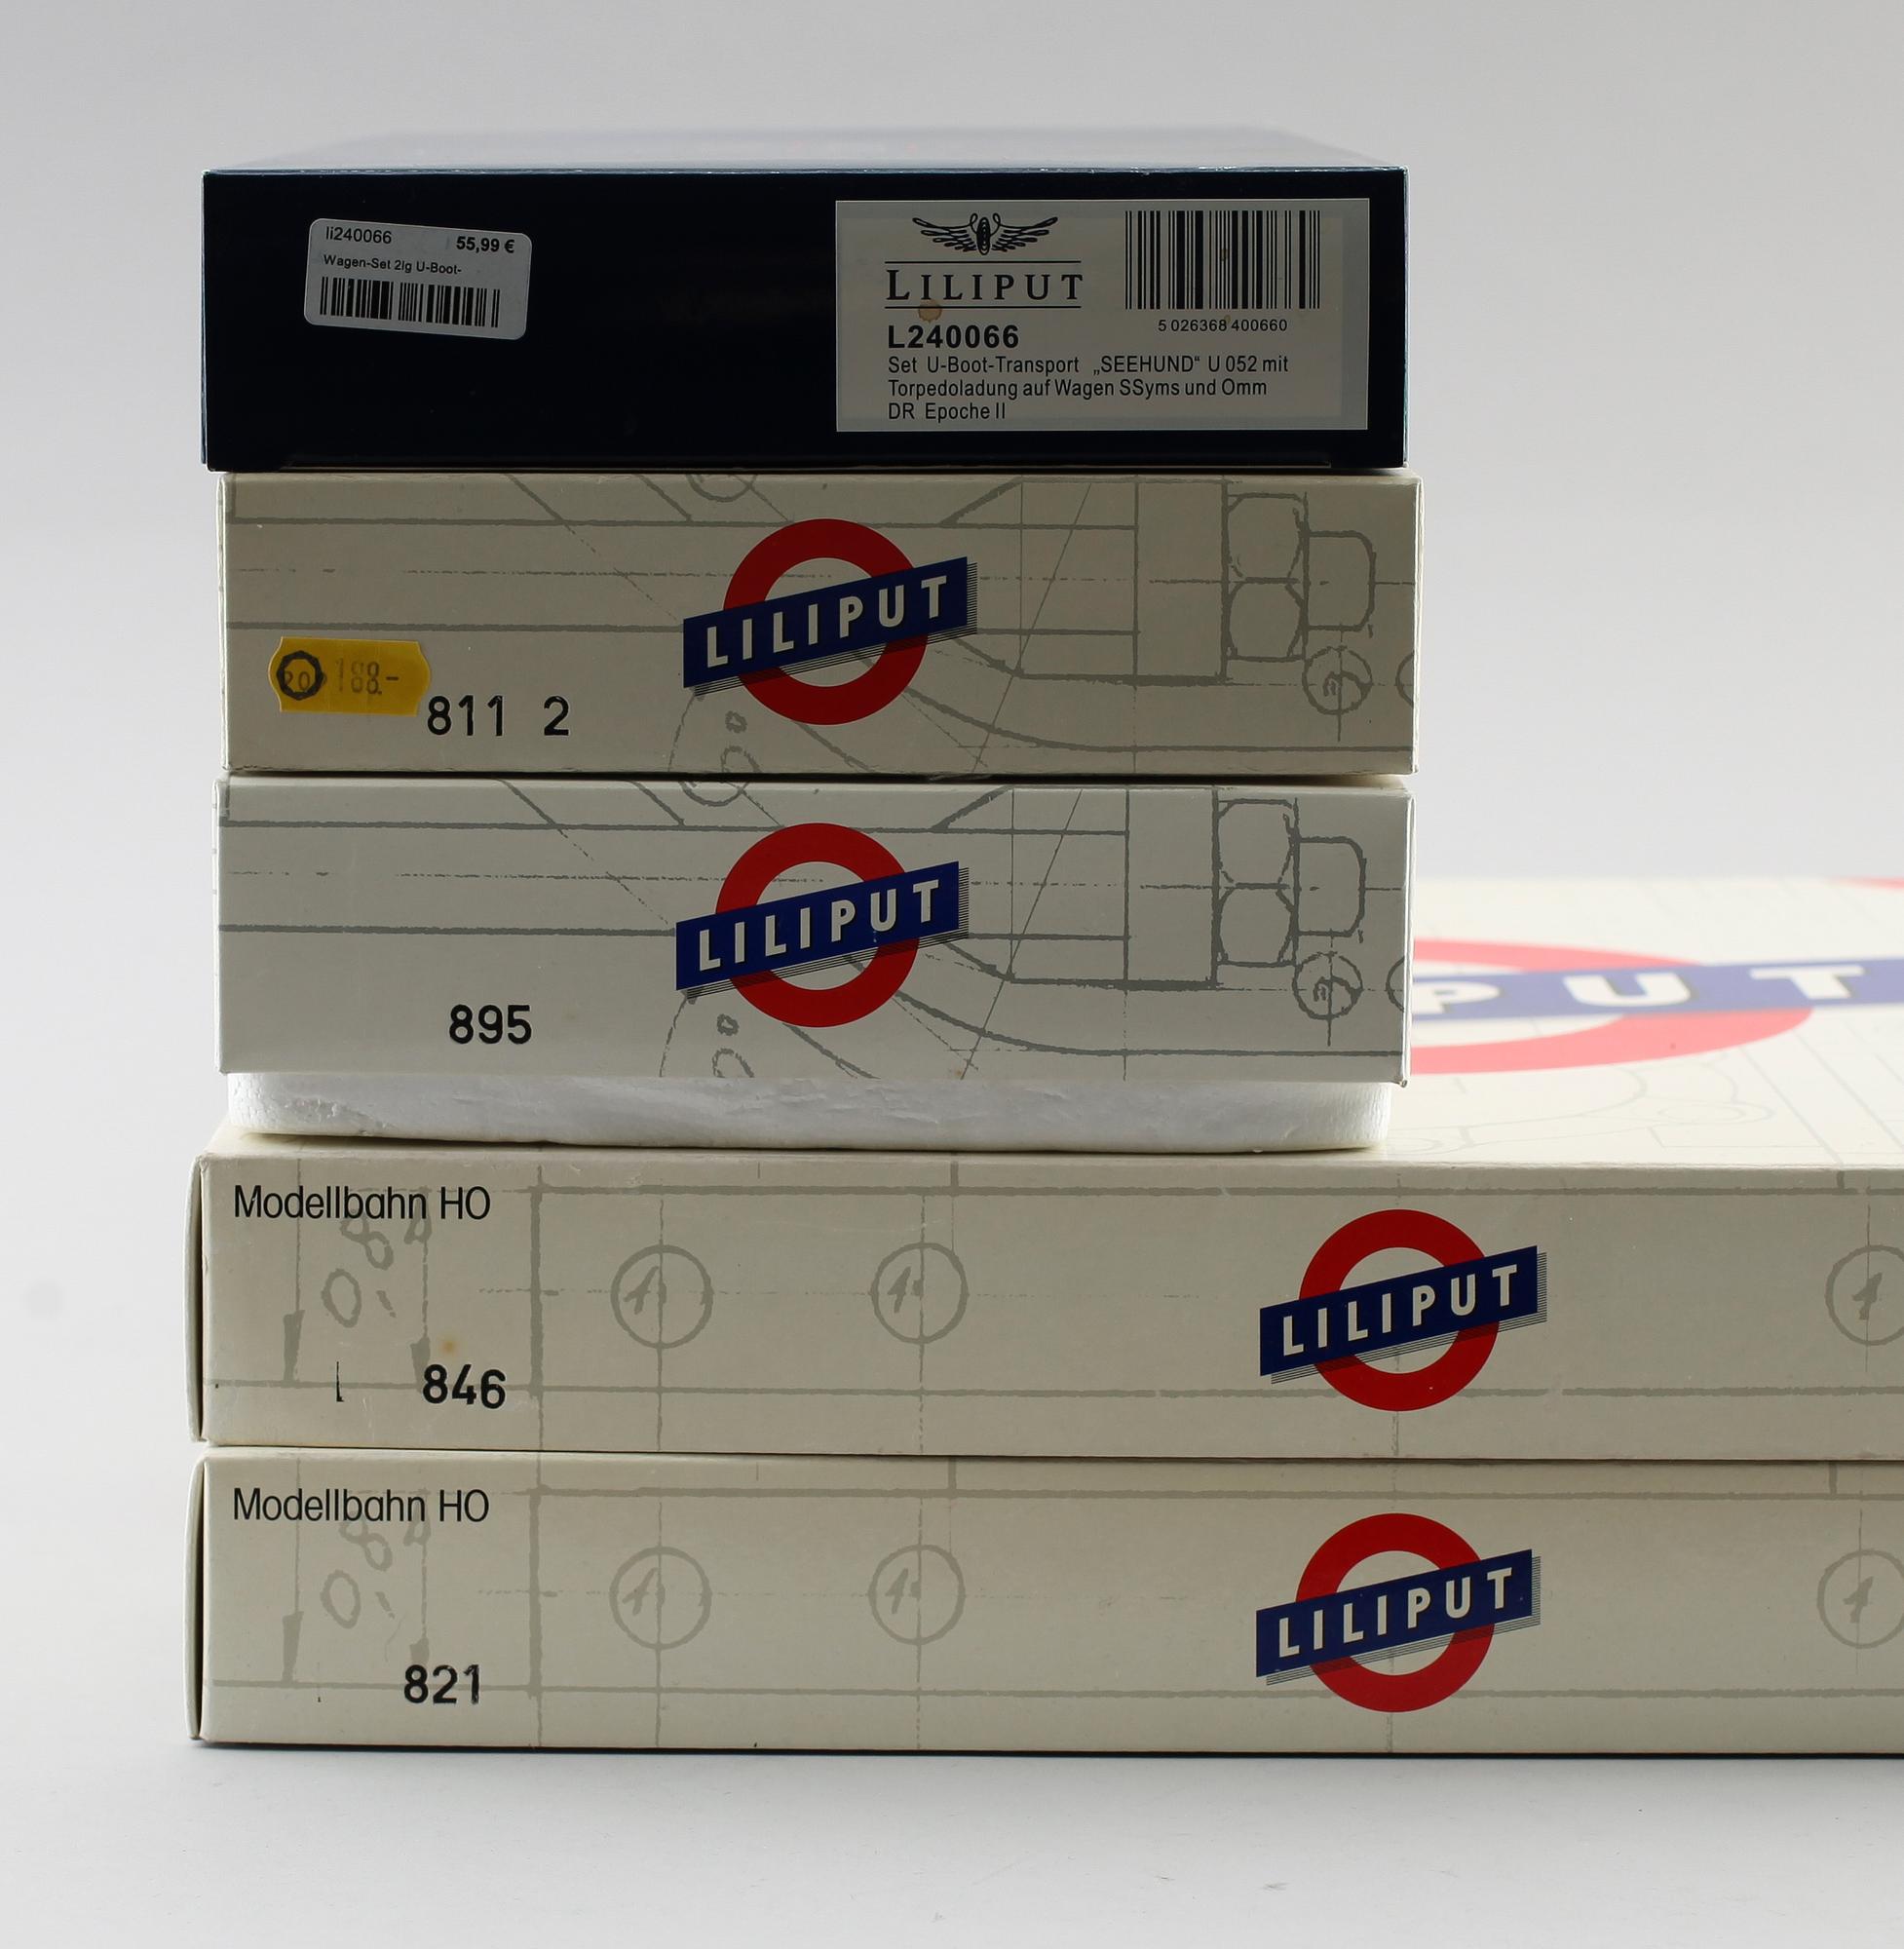 li240066 55,99 €
Wagen-Set 2lg U-Boot-
LILIPUT
5 026368 400660
L240066
Set U-Boot-Transport „SEEHUND“ U 052 mit
Torpedoladung auf Wagen SSyms und Omm
DR Epoche II
LILIPUT
188.-
811 2
LILIPUT
895
PUT
Modellbahn HO
LILIPUT
846
Modellbahn HO
LILIPUT
821